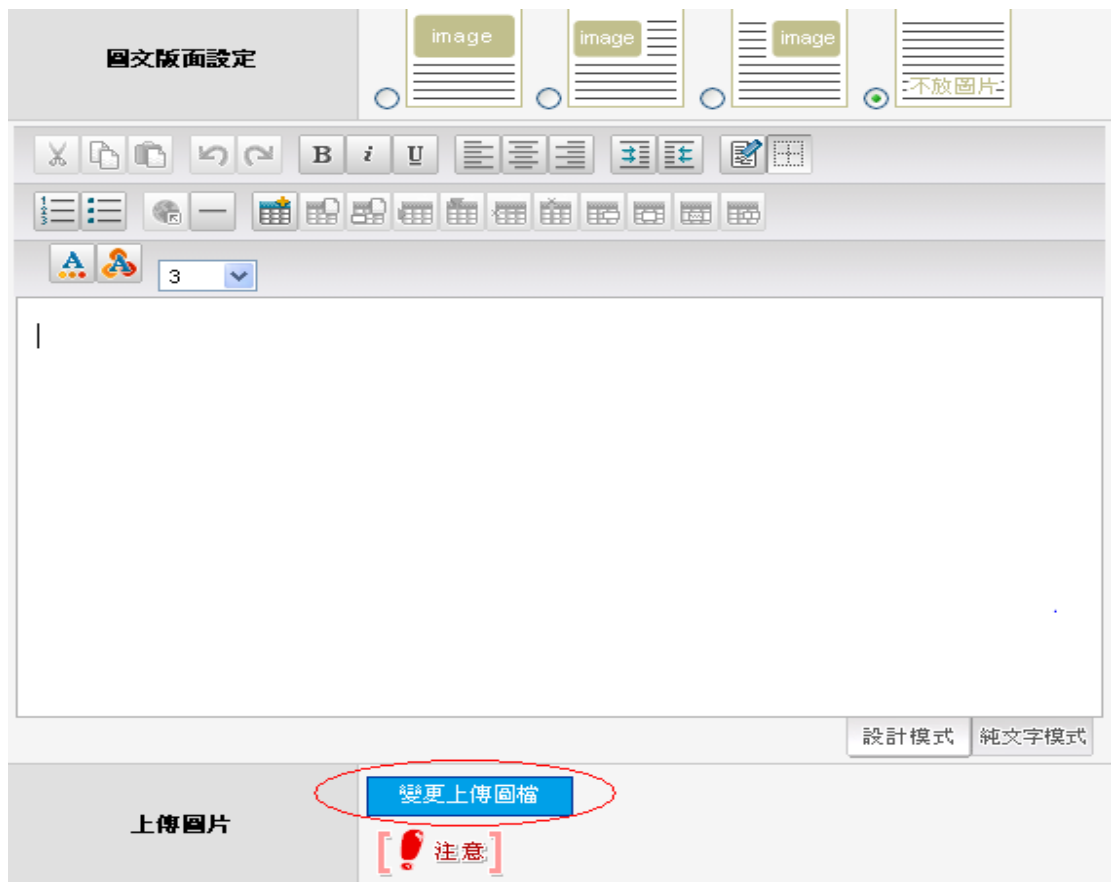 圖文版面設定
image
image
image
不放圖片
B i U
3
設計模式 純文字模式
上傳圖片
變更上傳圖檔
注意